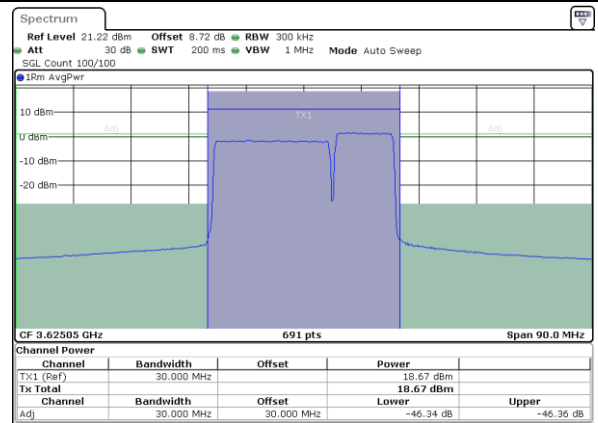 Spectrum
Ref Level 21.22 dBm Offset 8.72 dB RBW 300 kHz
Att 30 dB SWT 200 ms VBW 1 MHz Mode Auto Sweep
SGL Count 100/100
1Rm AvgPwr
10 dBm
TX1
Adj
Adj
0 dBm
-10 dBm
-20 dBm
CF 3.62505 GHz 691 pts Span 90.0 MHz
Channel Power
Channel Bandwidth Offset Power
TX1 (Ref) 30.000 MHz 18.67 dBm
Tx Total 18.67 dBm
Channel Bandwidth Offset Lower Upper
Adj 30.000 MHz 30.000 MHz -46.34 dB -46.36 dB